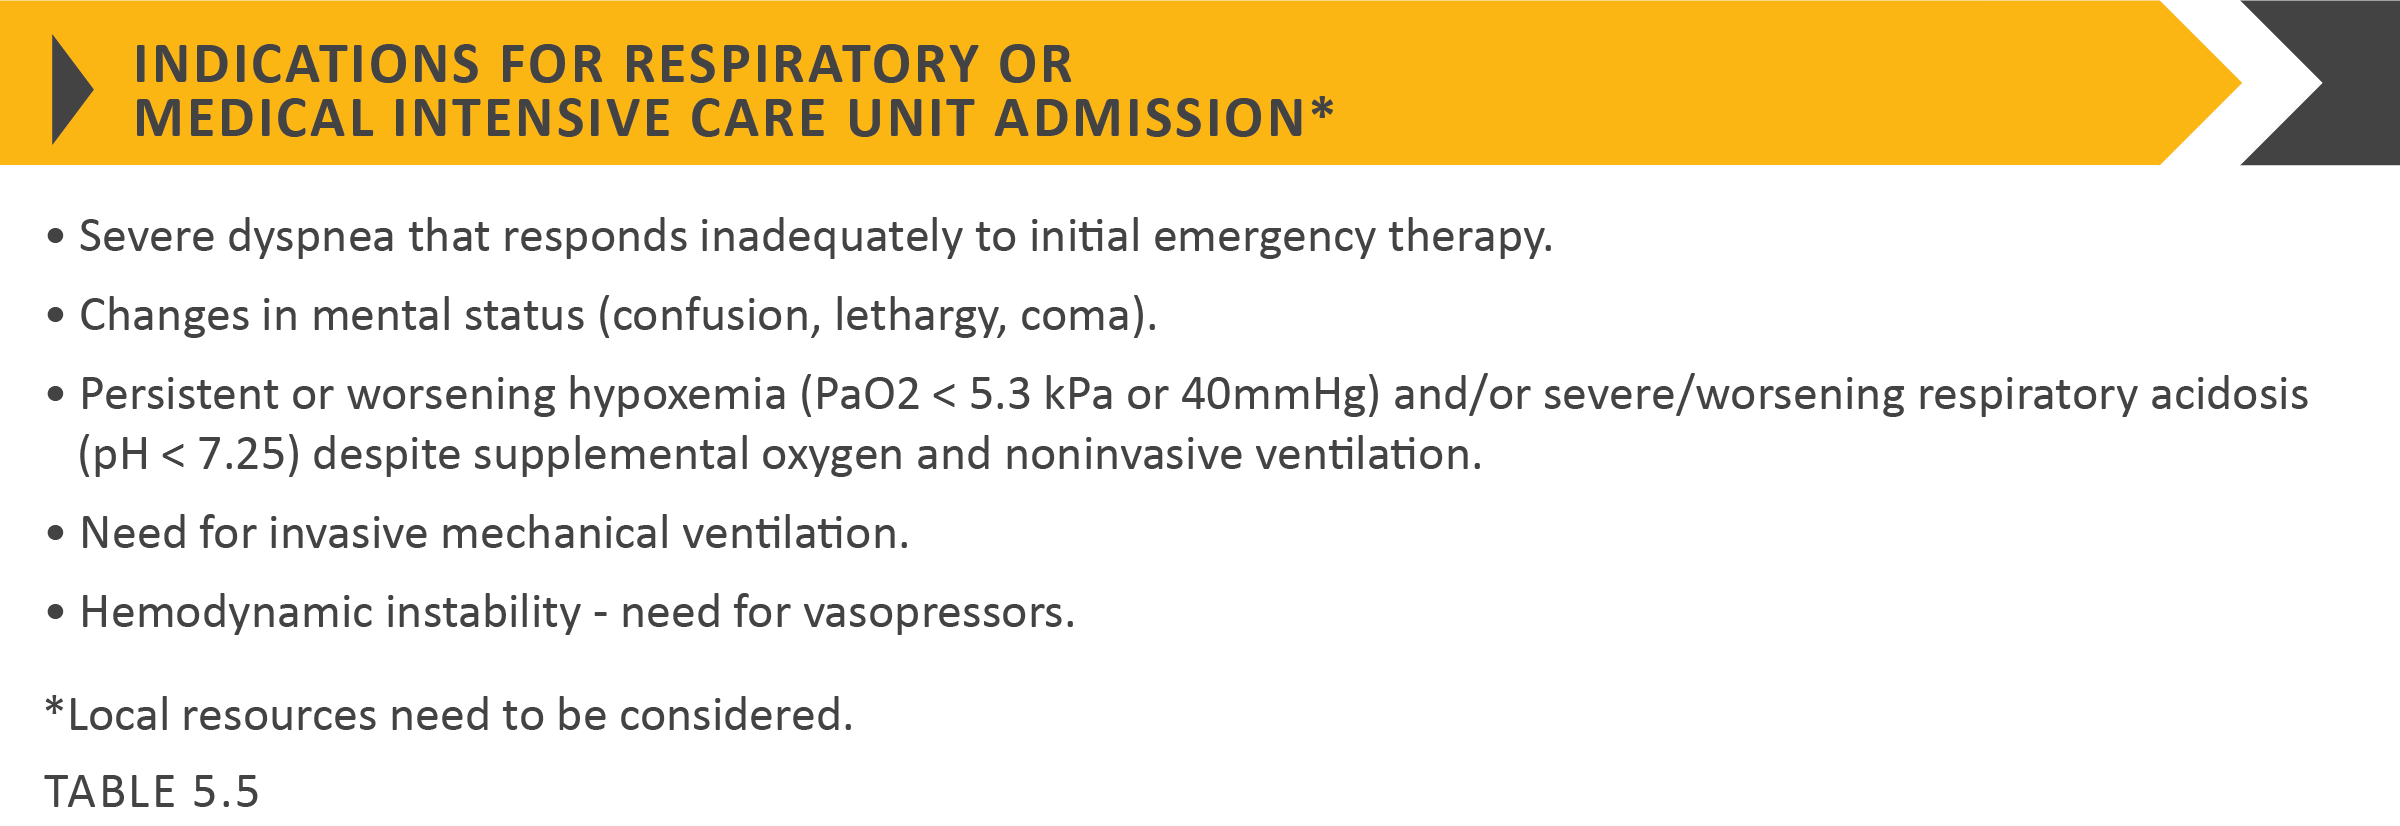 INDICATIONS FOR RESPIRATORY OR
MEDICAL INTENSIVE CARE UNIT ADMISSION*
• Severe dyspnea that responds inadequately to initial emergency therapy.
• Changes in mental status (confusion, lethargy, coma).
• Persistent or worsening hypoxemia (PaO2 < 5.3 kPa or 40mmHg) and/or severe/worsening respiratory acidosis
(pH < 7.25) despite supplemental oxygen and noninvasive ventilation.
• Need for invasive mechanical ventilation.
• Hemodynamic instability - need for vasopressors.
*Local resources need to be considered.
TABLE 5.5